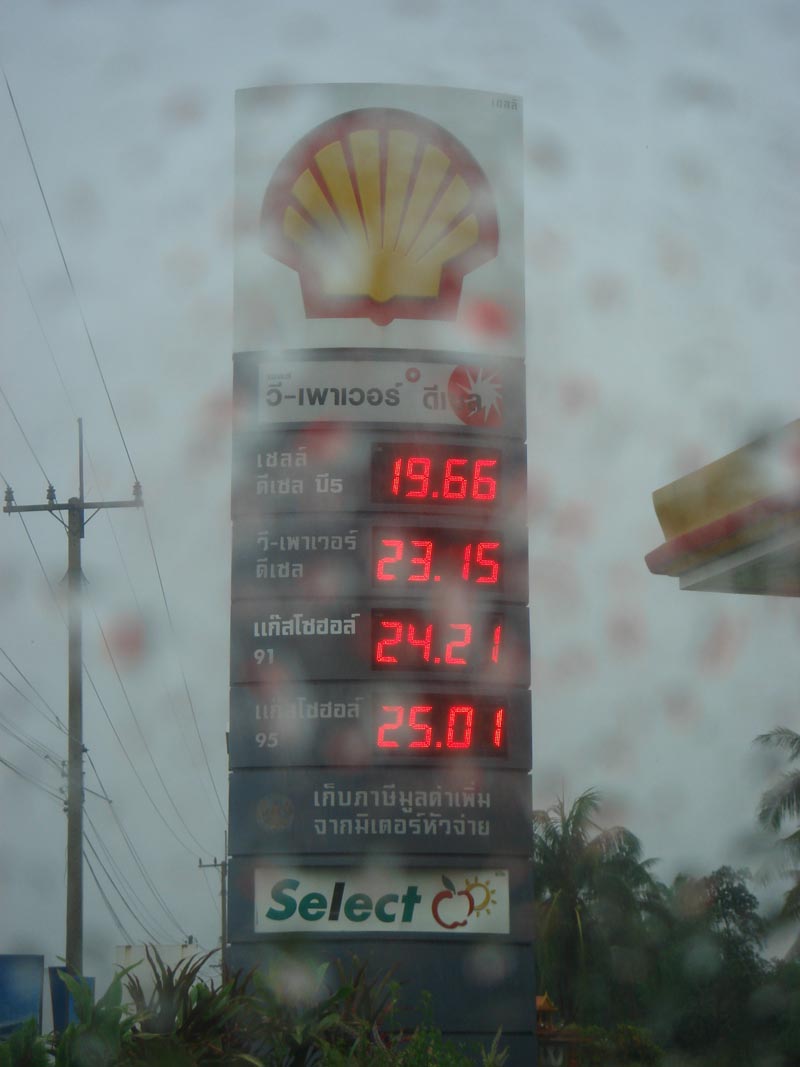 เชลล์
วี-เพาเวอร์ ดีเซล
เชลล์
ดีเซล บี5
19.66
วี-เพาเวอร์
ดีเซล
23.15
แก๊สโซฮอล์
91
24.21
แก๊สโซฮอล์
95
25.01
เก็บภาษีมูลค่าเพิ่ม
จากมิเตอร์หัวจ่าย
Select